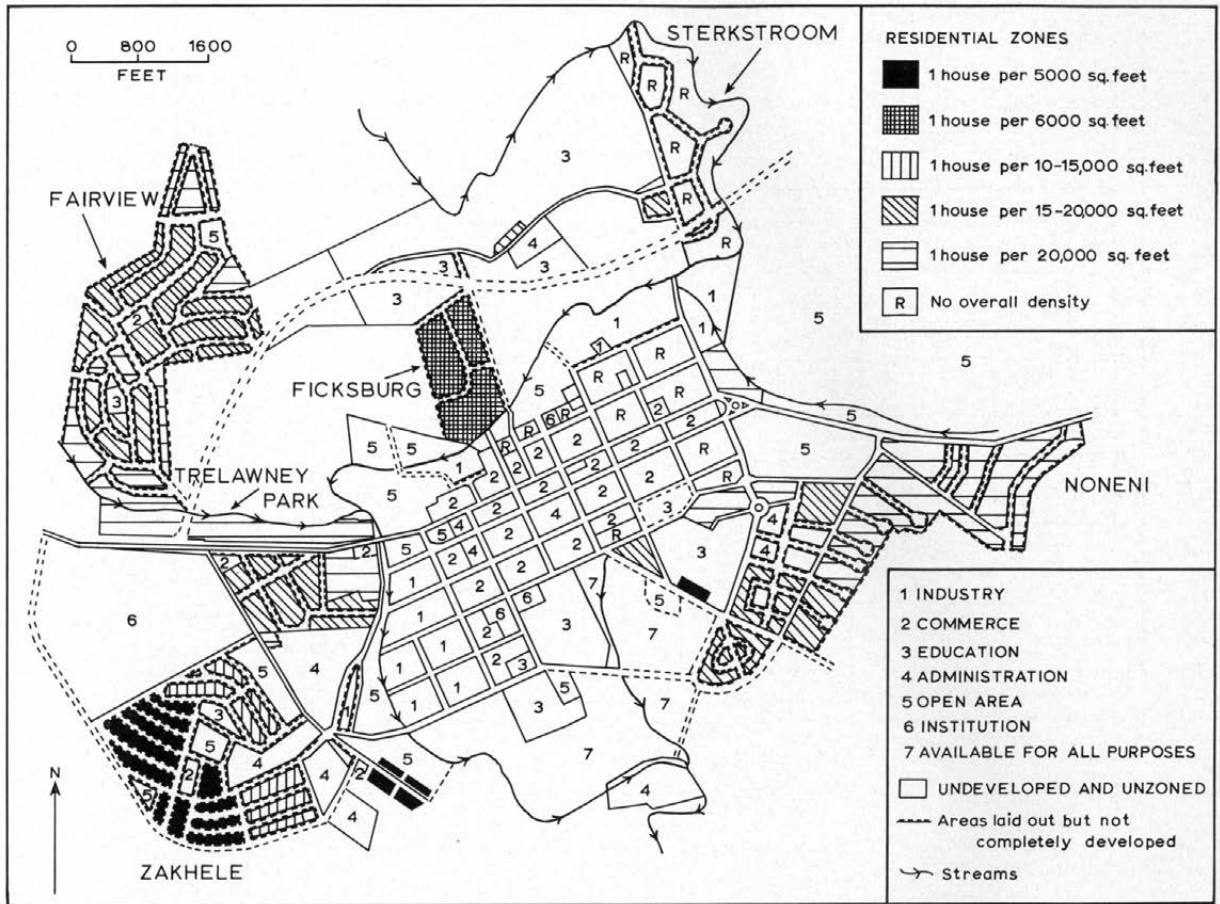 0 800 1600
FEET
STERKSTROOM
FAIRVIEW
FICKSBURG
TRELAWNEY
PARK
NONENI
ZAKHELE
N
RESIDENTIAL ZONES
1 house per 5000 sq. feet
1 house per 6000 sq. feet
1 house per 10-15,000 sq. feet
1 house per 15-20,000 sq. feet
1 house per 20,000 sq. feet
R No overall density
1 INDUSTRY
2 COMMERCE
3 EDUCATION
4 ADMINISTRATION
5 OPEN AREA
6 INSTITUTION
7 AVAILABLE FOR ALL PURPOSES
UNDEVELOPED AND UNZONED
Areas laid out but not
completely developed
Streams